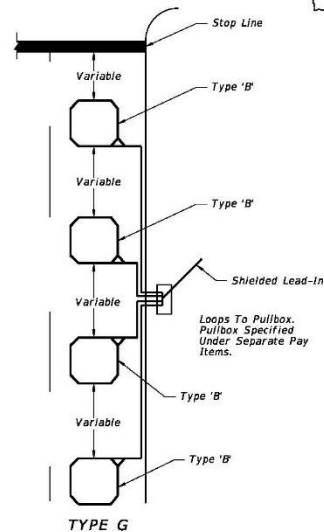 Stop Line
Variable
Type 'B'
Variable
Type 'B'
Shielded Lead-In
Variable
Loops To Pullbox.
Pullbox Specified
Under Separate Pay
Items.
Type 'B'
Variable
Type 'B'
TYPE G